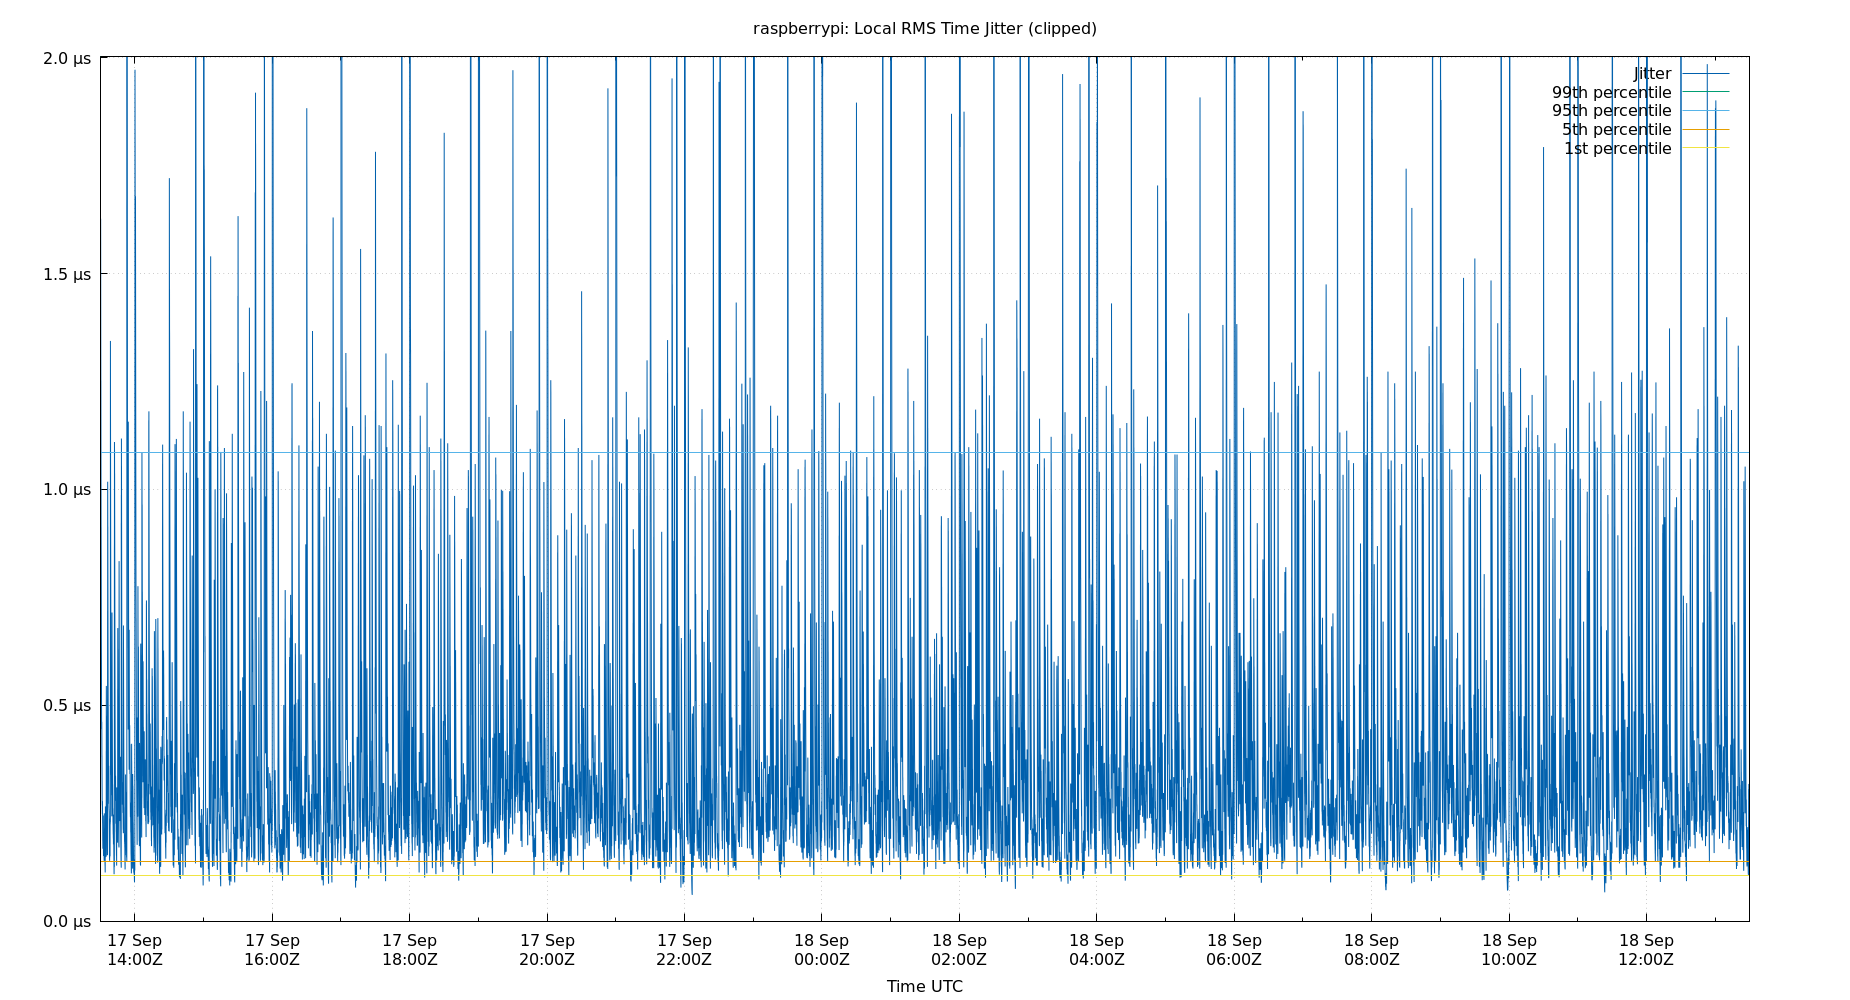 raspberrypi: Local RMS Time Jitter (clipped)
2.0 µs
1.5 µs
1.0 µs
0.5 µs
0.0 µs
Jitter
99th percentile
95th percentile
5th percentile
1st percentile
17 Sep 17 Sep 17 Sep 17 Sep 17 Sep 18 Sep 18 Sep 18 Sep 18 Sep 18 Sep 18 Sep 18 Sep
14:00Z 16:00Z 18:00Z 20:00Z 22:00Z 00:00Z 02:00Z 04:00Z 06:00Z 08:00Z 10:00Z 12:00Z
Time UTC